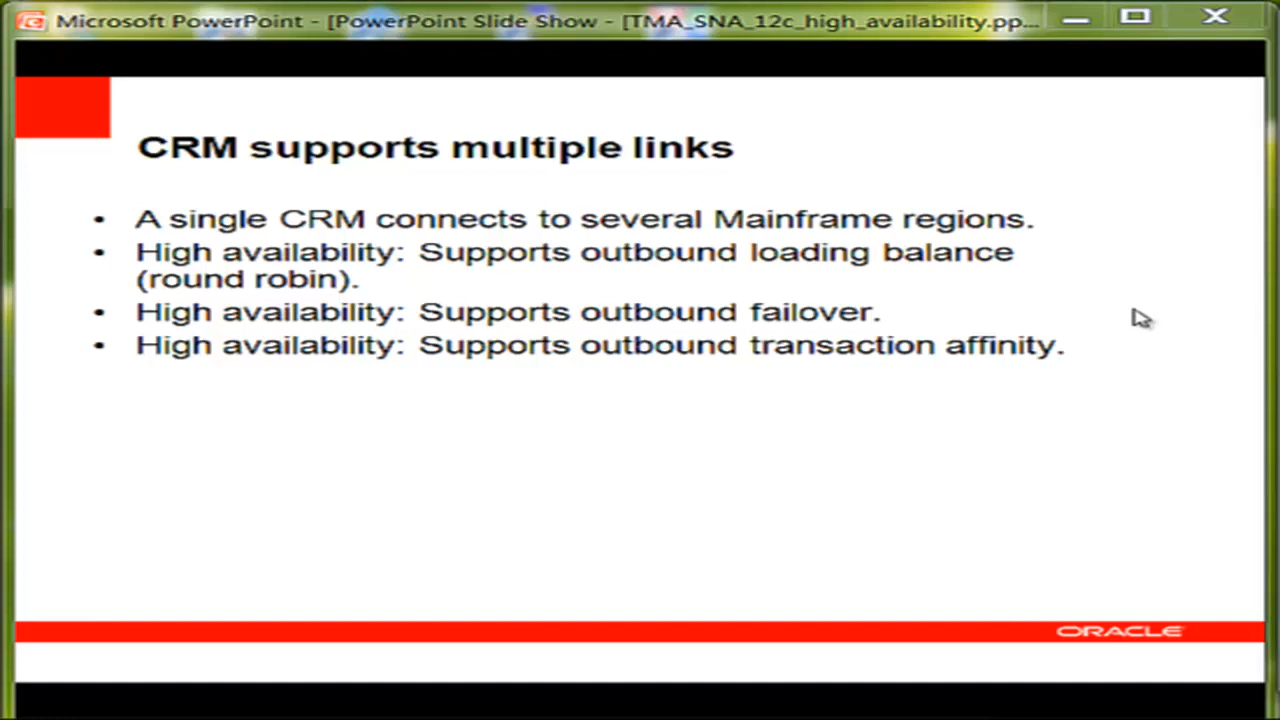 Microsoft PowerPoint - [PowerPoint Slide Show - [TMA_SNA_12c_high_availability.pp...
CRM supports multiple links
• A single CRM connects to several Mainframe regions.
• High availability: Supports outbound loading balance
(round robin).
• High availability: Supports outbound failover.
• High availability: Supports outbound transaction affinity.
ORACLE